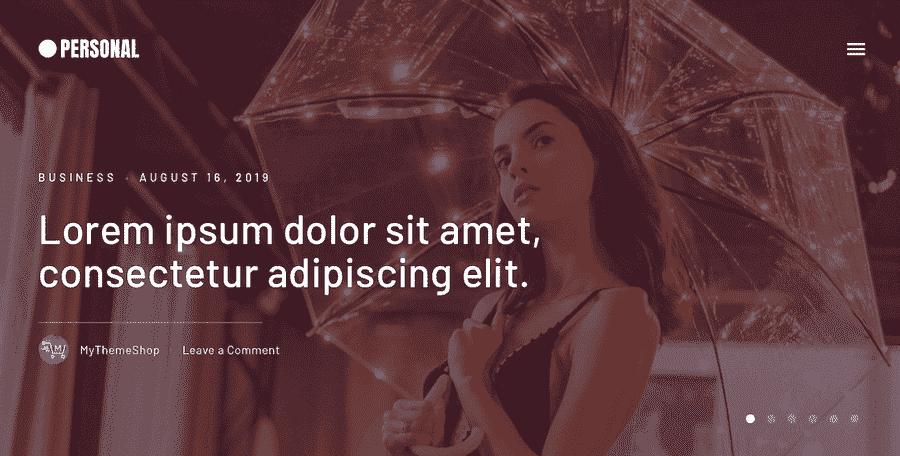 PERSONAL
BUSINESS · AUGUST 16, 2019
Lorem ipsum dolor sit amet,
consectetur adipiscing elit.
MyThemeShop Leave a Comment